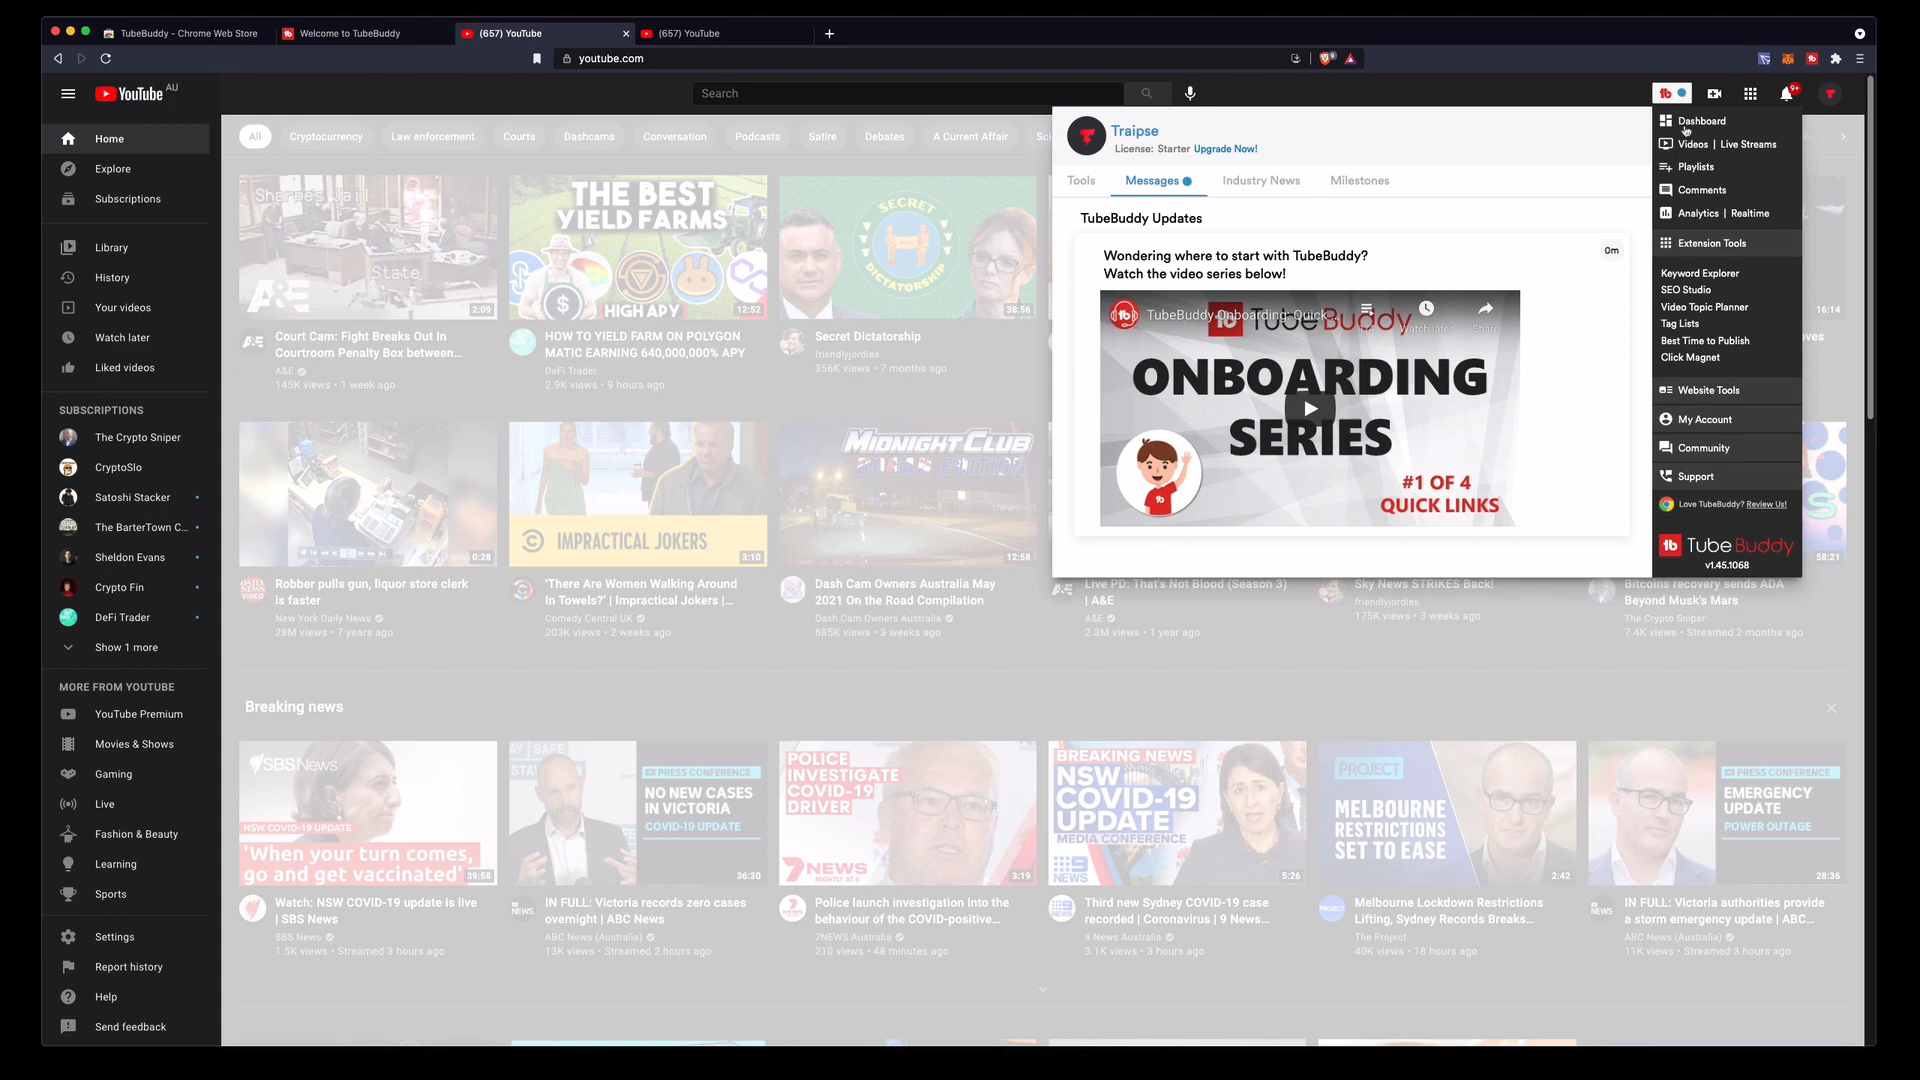 TubeBuddy - Chrome Web Store
Welcome to TubeBuddy
(657) YouTube
(657) YouTube
youtube.com
YouTube AU
Search
Home
Explore
Subscriptions
Library
History
Your videos
Watch later
Liked videos
SUBSCRIPTIONS
The Crypto Sniper
CryptoSlo
Satoshi Stacker
The BarterTown C...
Sheldon Evans
Crypto Fin
DeFi Trader
Show 1 more
MORE FROM YOUTUBE
YouTube Premium
Movies & Shows
Gaming
Live
Fashion & Beauty
Learning
Sports
Settings
Report history
Help
Send feedback
All
Cryptocurrency
Law enforcement
Courts
Dashcams
Conversation
Podcasts
Satire
Debates
A Current Affair
Sharpes Jail
State
A&E
2:09
Court Cam: Fight Breaks Out In
Courtroom Penalty Box between...
A&E
145K views • 1 week ago
THE BEST
YIELD FARMS
HIGH APY
12:52
HOW TO YIELD FARM ON POLYGON
MATIC EARNING 640,000,000% APY
DeFi Trader
2.9K views • 9 hours ago
SECRET
DICTATORSHIP
38:56
Secret Dictatorship
friendlyjordies
356K views • 7 months ago
16:14
0:28
Robber pulls gun, liquor store clerk
is faster
New York Daily News
28M views • 7 years ago
IMPRACTICAL JOKERS
3:10
'There Are Women Walking Around
In Towels?' | Impractical Jokers |...
Comedy Central UK
203K views • 2 weeks ago
MIDNIGHT CLUB
12:58
Dash Cam Owners Australia May
2021 On the Road Compilation
Dash Cam Owners Australia
685K views • 3 weeks ago
Live PD: That's Not Blood (Season 3)
| A&E
A&E
2.3M views • 1 year ago
Sky News STRIKES Back!
friendlyjordies
175K views • 3 weeks ago
58:21
Bitcoins recovery sends ADA
Beyond Musk's Mars
The Crypto Sniper
7.4K views • Streamed 2 months ago
Traipse
License: Starter Upgrade Now!
Tools
Messages
Industry News
Milestones
TubeBuddy Updates
Wondering where to start with TubeBuddy?
Watch the video series below!
0m
TubeBuddy Onboarding: Quick
TubeBuddy
Watch later
Share
ONBOARDING
SERIES
#1 OF 4
QUICK LINKS
9+
Dashboard
Videos | Live Streams
Playlists
Comments
Analytics | Realtime
Extension Tools
Keyword Explorer
SEO Studio
Video Topic Planner
Tag Lists
Best Time to Publish
Click Magnet
Website Tools
My Account
Community
Support
Love TubeBuddy? Review Us!
TubeBuddy
v1.45.1068
Breaking news
SBS News
NSW COVID-19 UPDATE
'When your turn comes,
go and get vaccinated'
39:58
Watch: NSW COVID-19 update is live
| SBS News
SBS News
1.5K views • Streamed 3 hours ago
PRESS CONFERENCE
NO NEW CASES
IN VICTORIA
COVID-19 UPDATE
36:30
IN FULL: Victoria records zero cases
overnight | ABC News
ABC News (Australia)
13K views • Streamed 2 hours ago
POLICE
INVESTIGATE
COVID-19
DRIVER
7NEWS
NIGHTLY AT 6
3:19
Police launch investigation into the
behaviour of the COVID-positive...
7NEWS Australia
210 views • 48 minutes ago
BREAKING NEWS
NSW
COVID-19
UPDATE
MEDIA CONFERENCE
NEWS
5:26
Third new Sydney COVID-19 case
recorded | Coronavirus | 9 News...
9 News Australia
3.1K views • 3 hours ago
PROJECT
MELBOURNE
RESTRICTIONS
SET TO EASE
2:42
Melbourne Lockdown Restrictions
Lifting, Sydney Records Breaks...
The Project
40K views • 18 hours ago
PRESS CONFERENCE
EMERGENCY
UPDATE
POWER OUTAGE
28:36
IN FULL: Victoria authorities provide
a storm emergency update | ABC...
ABC News (Australia)
11K views • Streamed 3 hours ago